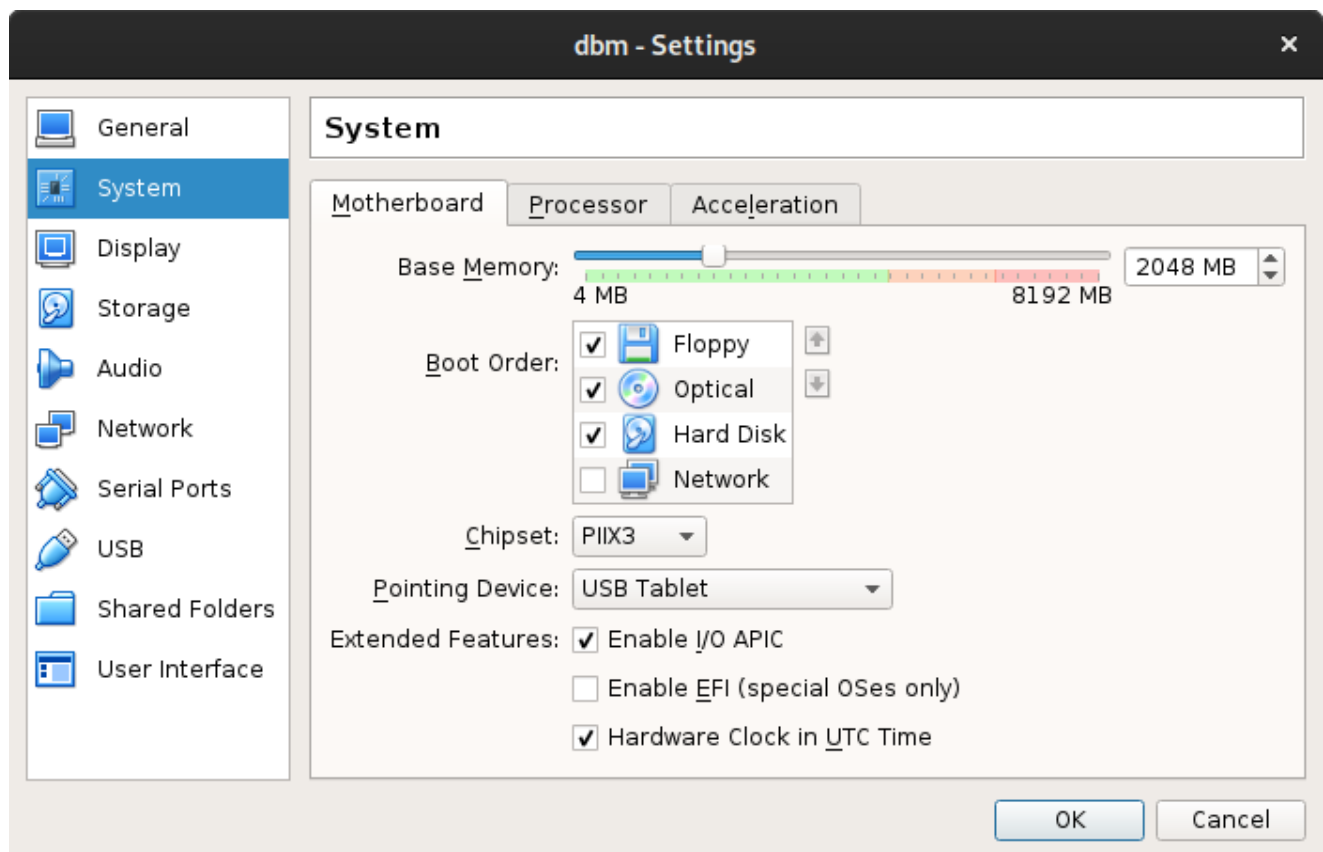 dbm - Settings
General
System
Display
Storage
Audio
Network
Serial Ports
USB
Shared Folders
User Interface
System
Motherboard
Processor
Acceleration
Base Memory:
2048 MB
4 MB
8192 MB
Boot Order:
Floppy
Optical
Hard Disk
Network
Chipset: PIIX3
Pointing Device: USB Tablet
Extended Features: Enable I/O APIC
Enable EFI (special OSes only)
Hardware Clock in UTC Time
OK
Cancel